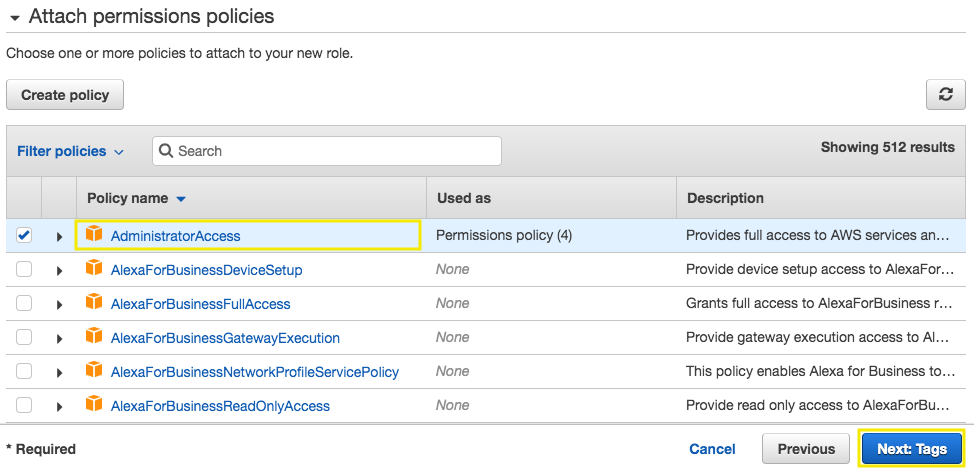 Attach permissions policies
Choose one or more policies to attach to your new role.
Create policy
Filter policies Search Showing 512 results
Policy name Used as Description
AdministratorAccess Permissions policy (4) Provides full access to AWS services an…
AlexaForBusinessDeviceSetup None Provide device setup access to AlexaFor…
AlexaForBusinessFullAccess None Grants full access to AlexaForBusiness r…
AlexaForBusinessGatewayExecution None Provide gateway execution access to Al…
AlexaForBusinessNetworkProfileServicePolicy None This policy enables Alexa for Business to…
AlexaForBusinessReadOnlyAccess None Provide read only access to AlexaForBu…
* Required Cancel Previous Next: Tags